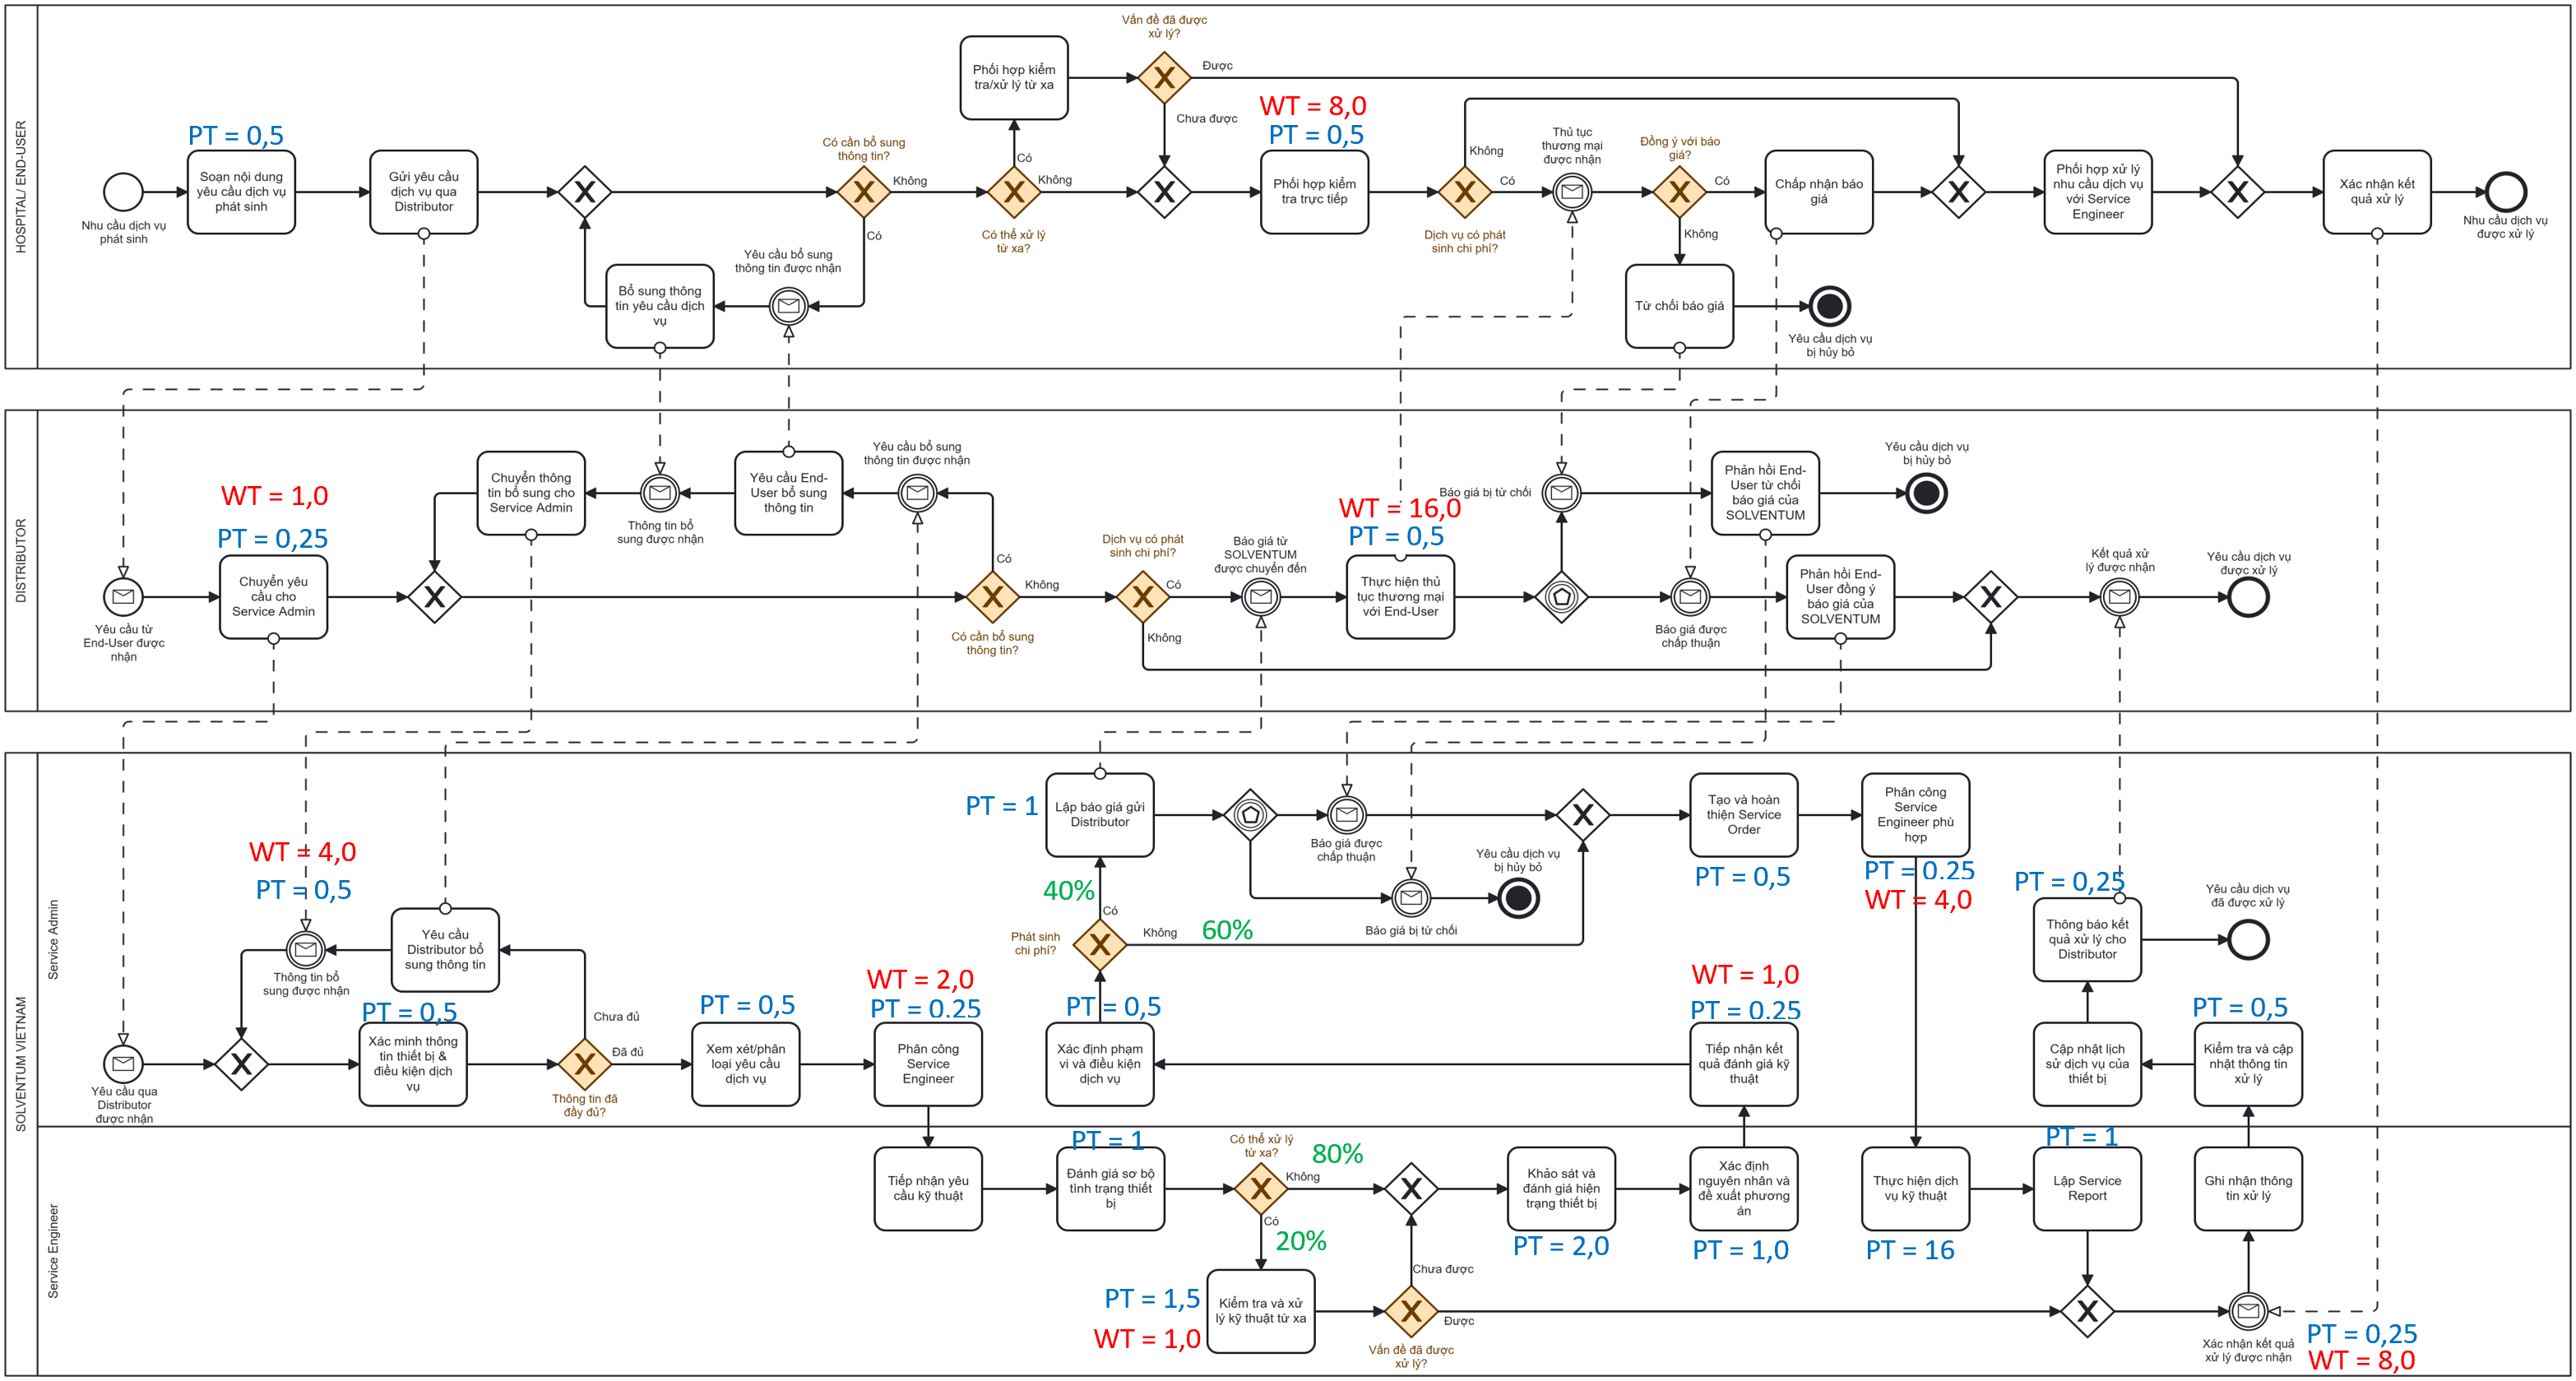 HOSPITAL/ END-USER
Vấn đề đã được
xử lý?
Phối hợp kiểm
tra/xử lý từ xa
Được
Chưa được
WT = 8,0
PT = 0,5
PT = 0,5
Soạn nội dung
yêu cầu dịch vụ
phát sinh
Gửi yêu cầu
dịch vụ qua
Distributor
Nhu cầu dịch vụ
phát sinh
Có cần bổ sung
thông tin?
Không
Có
Có
Không
Có thể xử lý
từ xa?
Phối hợp kiểm
tra trực tiếp
Không
Có
Dịch vụ có phát
sinh chi phí?
Thủ tục
thương mại
được nhận
Đồng ý với báo
giá?
Có
Không
Chấp nhận báo
giá
Phối hợp xử lý
nhu cầu dịch vụ
với Service
Engineer
Xác nhận kết
quả xử lý
Nhu cầu dịch vụ
được xử lý
Yêu cầu bổ sung
thông tin được nhận
Bổ sung thông
tin yêu cầu dịch
vụ
Từ chối báo giá
Yêu cầu dịch vụ
bị hủy bỏ
DISTRIBUTOR
WT = 1,0
PT = 0,25
Chuyển yêu
cầu cho
Service Admin
Yêu cầu từ
End-User được
nhận
Chuyển thông
tin bổ sung cho
Service Admin
Thông tin bổ
sung được nhận
Yêu cầu End-
User bổ sung
thông tin
Yêu cầu bổ sung
thông tin được nhận
Có
Không
Có cần bổ sung
thông tin?
Dịch vụ có phát
sinh chi phí?
Có
Không
Báo giá từ
SOLVENTUM
được chuyển đến
WT = 16,0
PT = 0,5
Thực hiện thủ
tục thương mại
với End-User
Báo giá bị từ chối
Phản hồi End-
User từ chối
báo giá của
SOLVENTUM
Yêu cầu dịch vụ
bị hủy bỏ
Báo giá được
chấp thuận
Phản hồi End-
User đồng ý
báo giá của
SOLVENTUM
Kết quả xử
lý được nhận
Yêu cầu dịch vụ
được xử lý
SOLVENTUM VIETNAM
Service Admin
WT = 4,0
PT = 0,5
Thông tin bổ
sung được nhận
Yêu cầu
Distributor bổ
sung thông tin
Yêu cầu qua
Distributor
được nhận
PT = 0,5
Xác minh thông
tin thiết bị &
điều kiện dịch
vụ
Chưa đủ
Đã đủ
Thông tin đã
đầy đủ?
PT = 0,5
Xem xét/phân
loại yêu cầu
dịch vụ
WT = 2,0
PT = 0.25
Phân công
Service
Engineer
PT = 1
Lập báo giá gửi
Distributor
40%
Có
Phát sinh
chi phí?
Không
60%
PT = 0,5
Xác định phạm
vi và điều kiện
dịch vụ
Báo giá được
chấp thuận
Báo giá bị từ chối
Yêu cầu dịch vụ
bị hủy bỏ
Tạo và hoàn
thiện Service
Order
PT = 0,5
Phân công
Service
Engineer phù
hợp
PT = 0.25
WT = 4,0
WT = 1,0
PT = 0.25
Tiếp nhận kết
quả đánh giá kỹ
thuật
PT = 0,25
Thông báo kết
quả xử lý cho
Distributor
Yêu cầu dịch vụ
đã được xử lý
Cập nhật lịch
sử dịch vụ của
thiết bị
PT = 0,5
Kiểm tra và cập
nhật thông tin
xử lý
Service Engineer
Tiếp nhận yêu
cầu kỹ thuật
PT = 1
Đánh giá sơ bộ
tình trạng thiết
bị
Có thể xử lý
từ xa?
80%
Không
Có
20%
PT = 1,5
WT = 1,0
Kiểm tra và xử
lý kỹ thuật từ xa
Chưa được
Được
Vấn đề đã được
xử lý?
Khảo sát và
đánh giá hiện
trạng thiết bị
PT = 2,0
Xác định
nguyên nhân và
đề xuất phương
án
PT = 1,0
Thực hiện dịch
vụ kỹ thuật
PT = 16
PT = 1
Lập Service
Report
Ghi nhận thông
tin xử lý
Xác nhận kết quả
xử lý được nhận
PT = 0,25
WT = 8,0